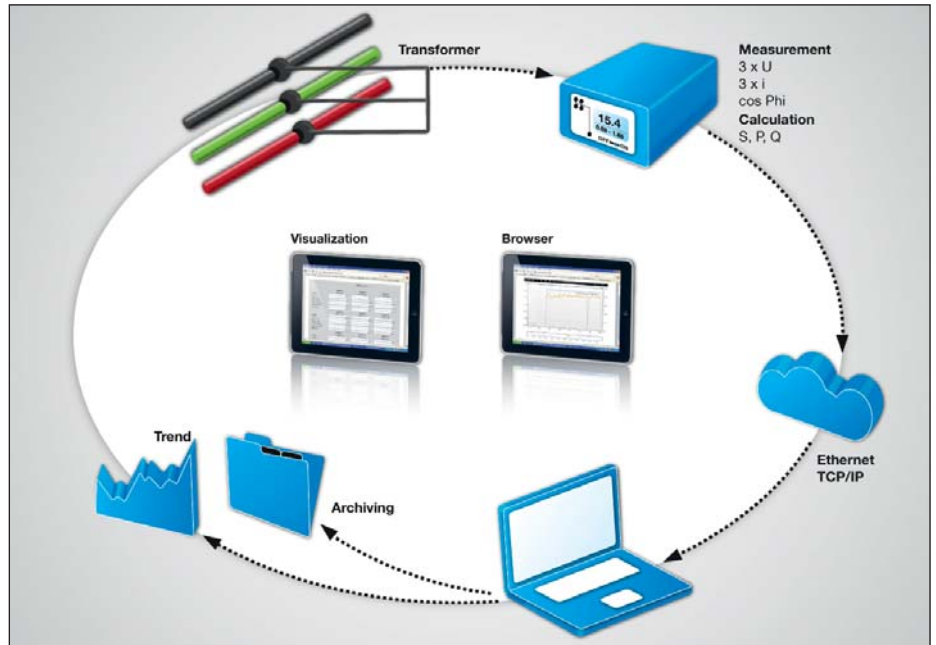 Transformer
Measurement
3 x U
3 x i
cos Phi
Calculation
S, P, Q
15.4
Visualization
Browser
Ethernet
TCP/IP
Trend
Archiving